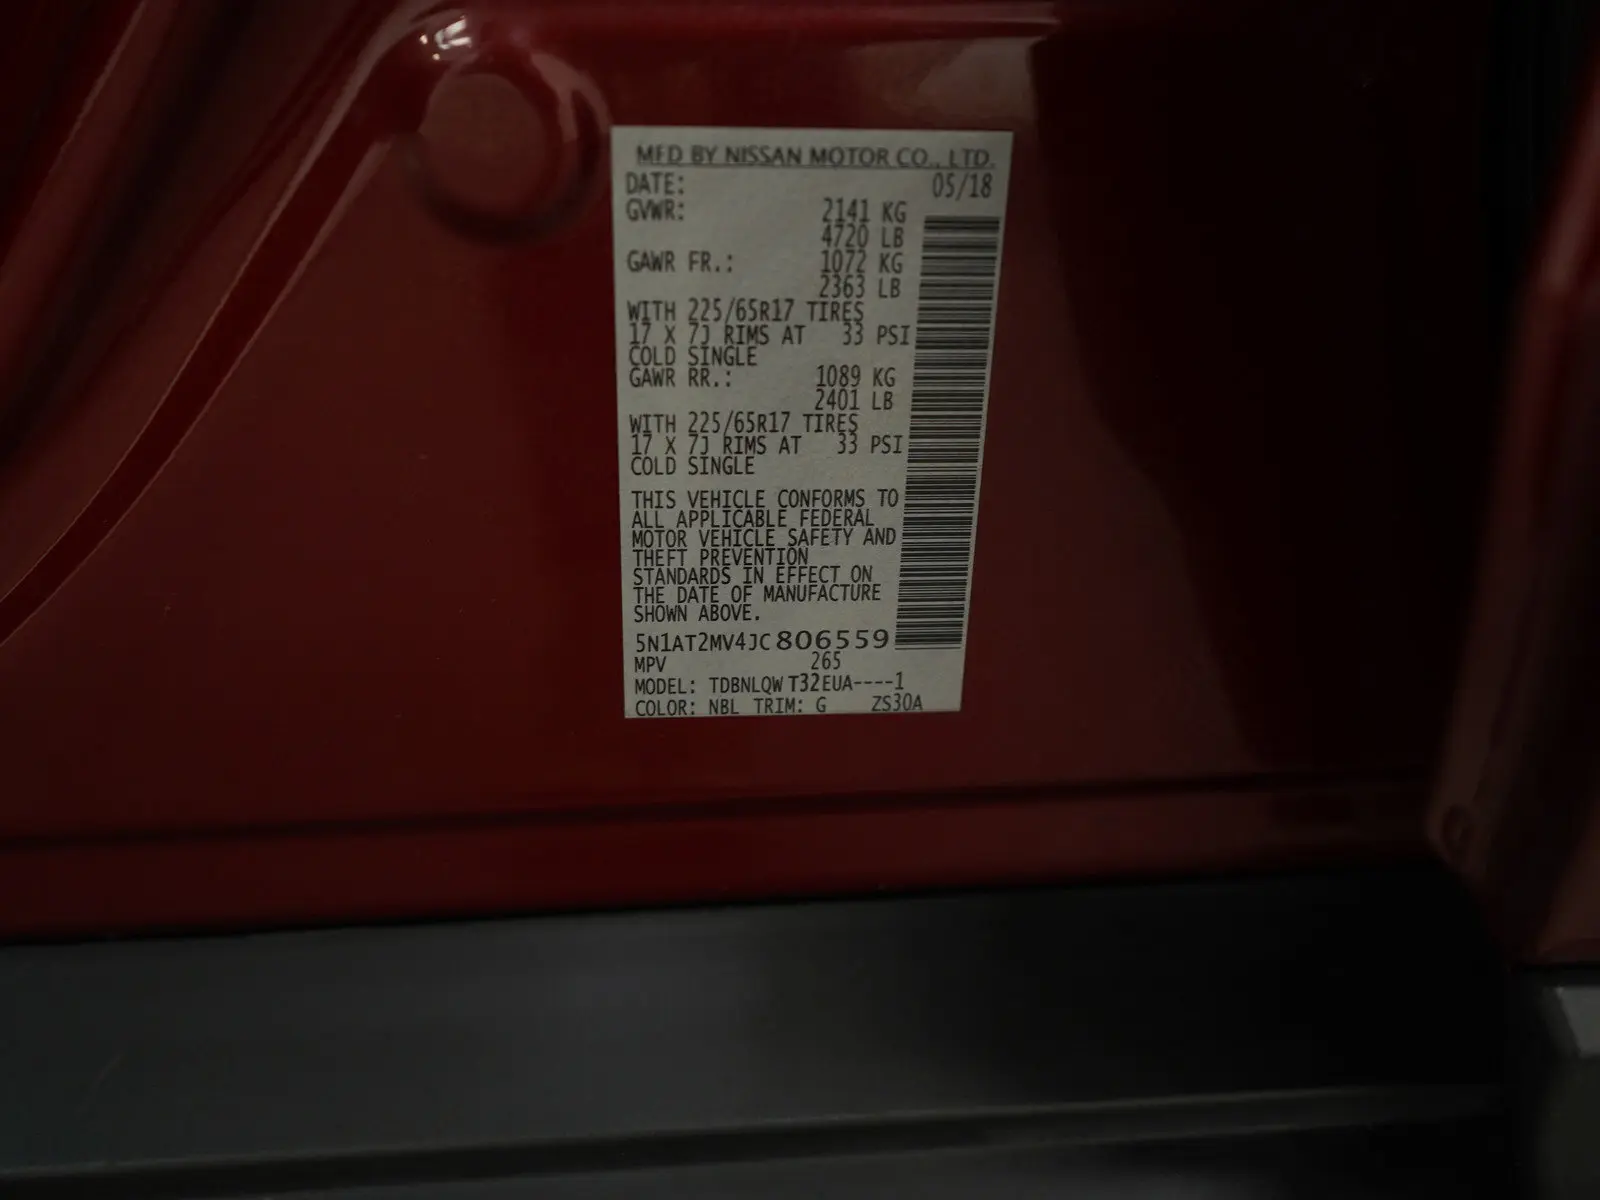 MFD BY NISSAN MOTOR CO., LTD.
DATE: 05/18
GVWR: 2141 KG
4720 LB
GAWR FR.: 1072 KG
2363 LB
WITH 225/65R17 TIRES
17 X 7J RIMS AT 33 PSI
COLD SINGLE
GAWR RR.: 1089 KG
2401 LB
WITH 225/65R17 TIRES
17 X 7J RIMS AT 33 PSI
COLD SINGLE
THIS VEHICLE CONFORMS TO
ALL APPLICABLE FEDERAL
MOTOR VEHICLE SAFETY AND
THEFT PREVENTION
STANDARDS IN EFFECT ON
THE DATE OF MANUFACTURE
SHOWN ABOVE.
5N1AT2MV4JC806559
MPV 265
MODEL: TDBNLQWT32EUA----1
COLOR: NBL TRIM: G ZS30A